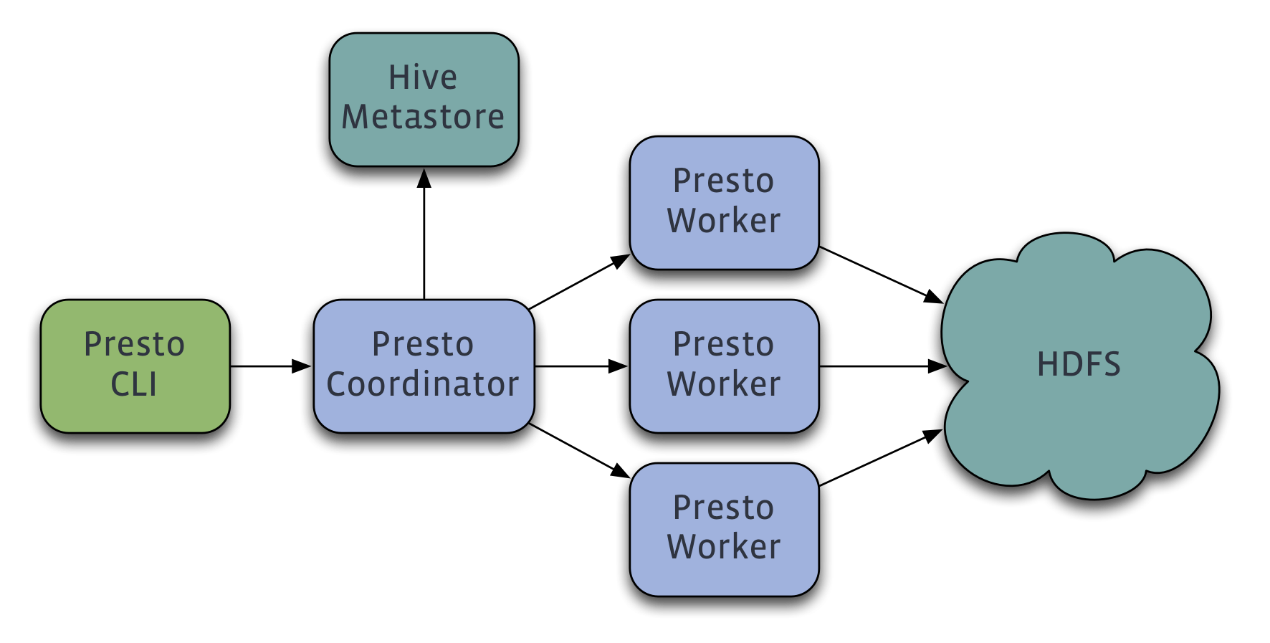 Hive
Metastore
Presto
Worker
Presto
CLI
Presto
Coordinator
Presto
Worker
HDFS
Presto
Worker